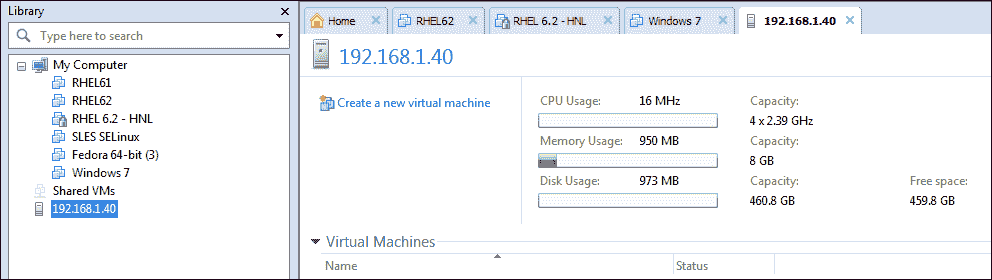 Library
Type here to search
My Computer
RHEL61
RHEL62
RHEL 6.2 - HNL
SLES SELinux
Fedora 64-bit (3)
Windows 7
Shared VMs
192.168.1.40
Home RHEL62 RHEL 6.2 - HNL Windows 7 192.168.1.40
192.168.1.40
Create a new virtual machine
CPU Usage: 16 MHz Capacity:
4 x 2.39 GHz
Memory Usage: 950 MB Capacity:
8 GB
Disk Usage: 973 MB Capacity: Free space:
460.8 GB 459.8 GB
Virtual Machines
Name Status